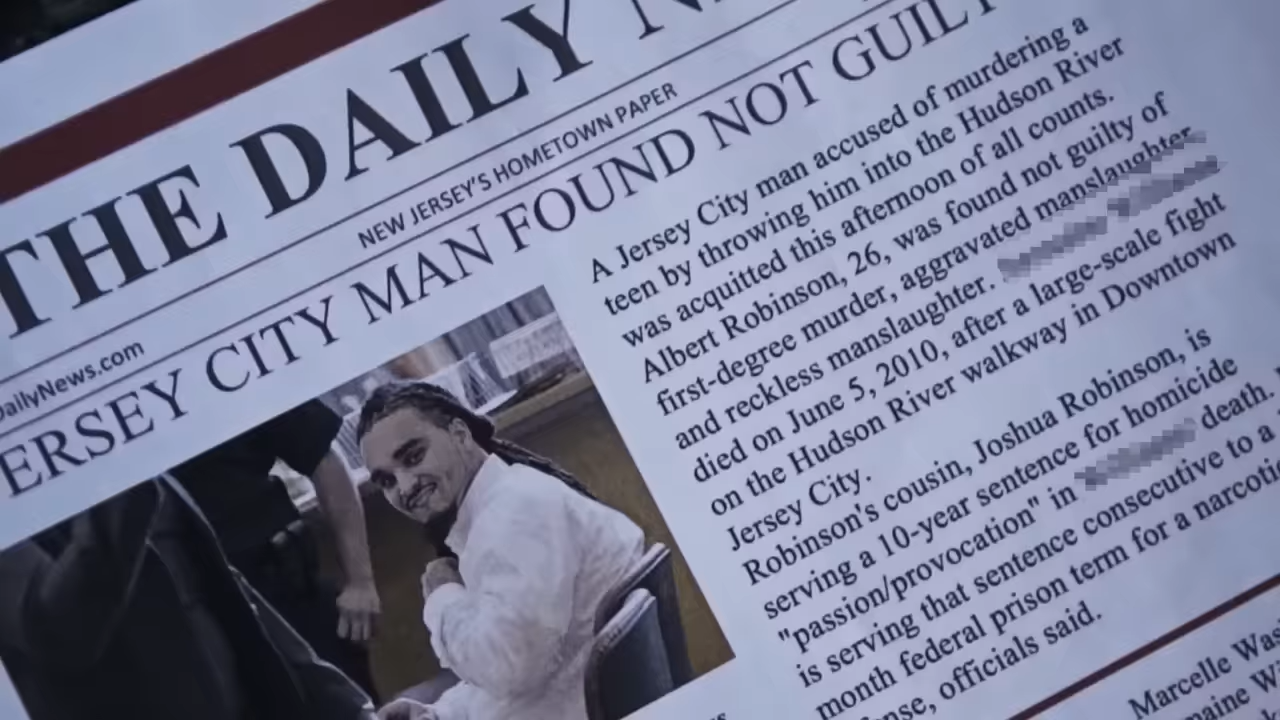 THE DAILY
NEW JERSEY'S HOMETOWN PAPER
DailyNews.com
ERSEY CITY MAN FOUND NOT GUILT
A Jersey City man accused of murdering a
teen by throwing him into the Hudson River
was acquitted this afternoon of all counts.
Albert Robinson, 26, was found not guilty of
first-degree murder, aggravated manslaughter
and reckless manslaughter.
died on June 5, 2010, after a large-scale fight
on the Hudson River walkway in Downtown
Jersey City.
Robinson's cousin, Joshua Robinson, is
serving a 10-year sentence for homicide
"passion/provocation" in death.
is serving that sentence consecutive to a
month federal prison term for a narcoti
nse, officials said.
Marcelle Was
maine Wi